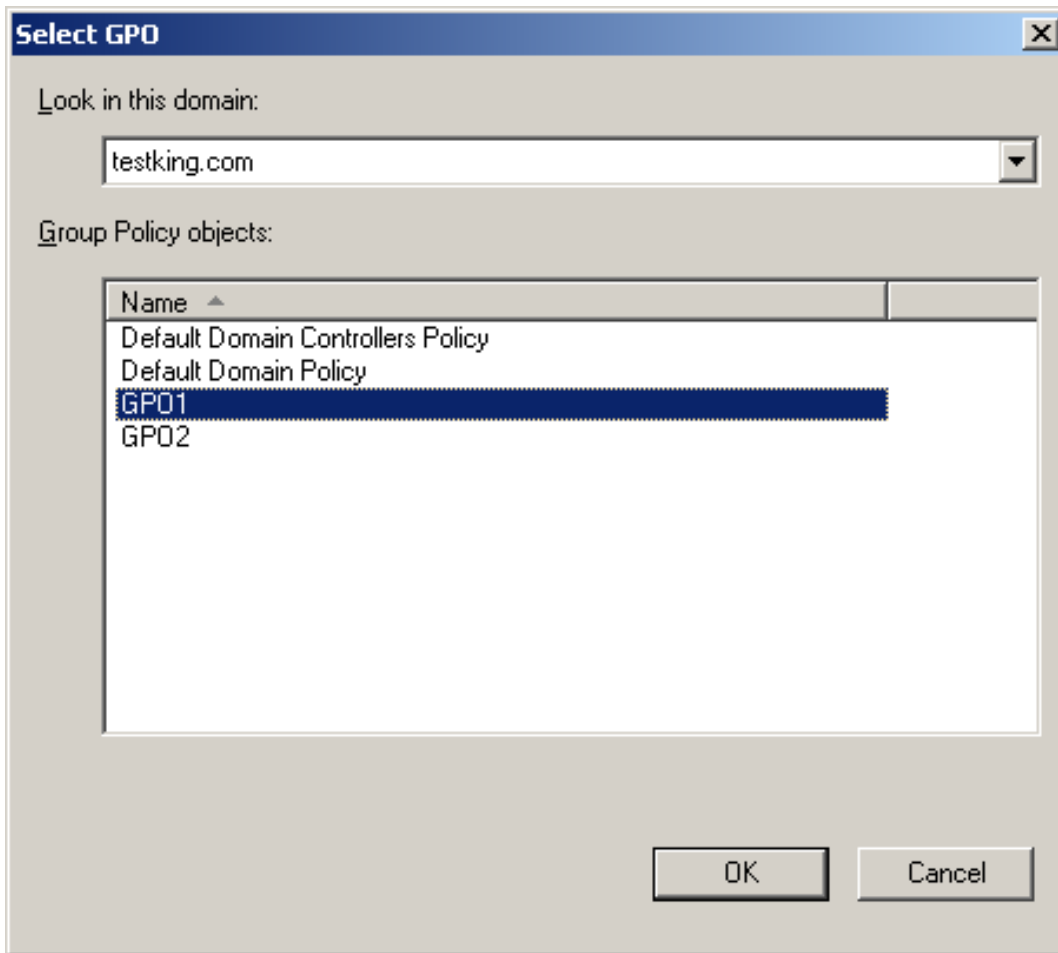 Select GPO
Look in this domain:
testking.com
Group Policy objects:
Name
Default Domain Controllers Policy
Default Domain Policy
GPO1
GPO2
OK Cancel